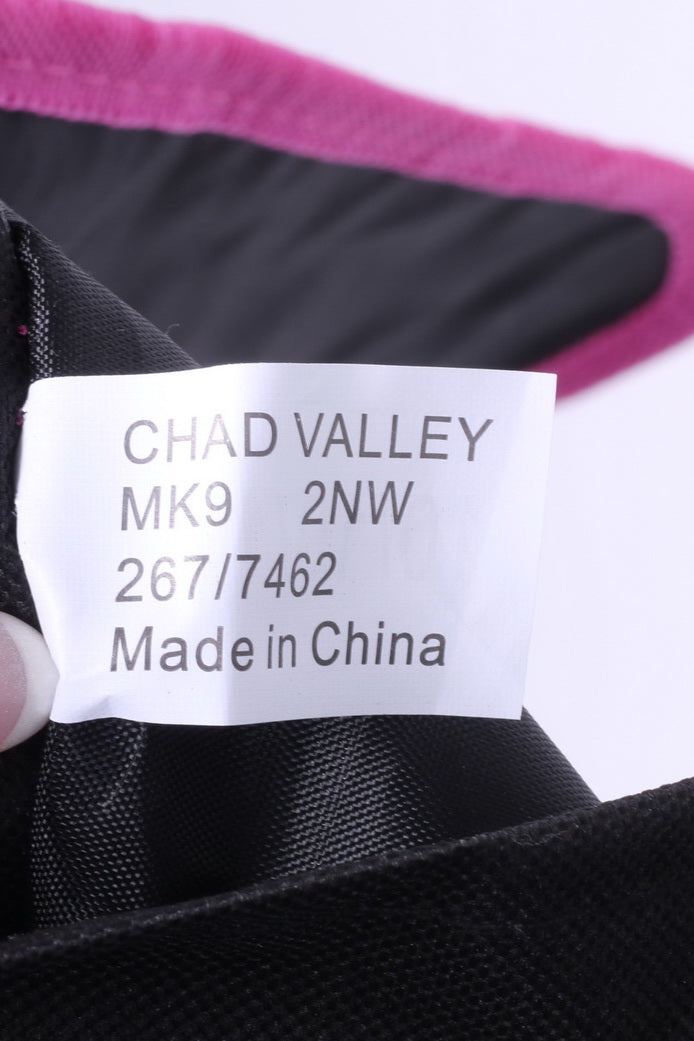 CHAD VALLEY
MK9 2NW
267/7462
Made in China